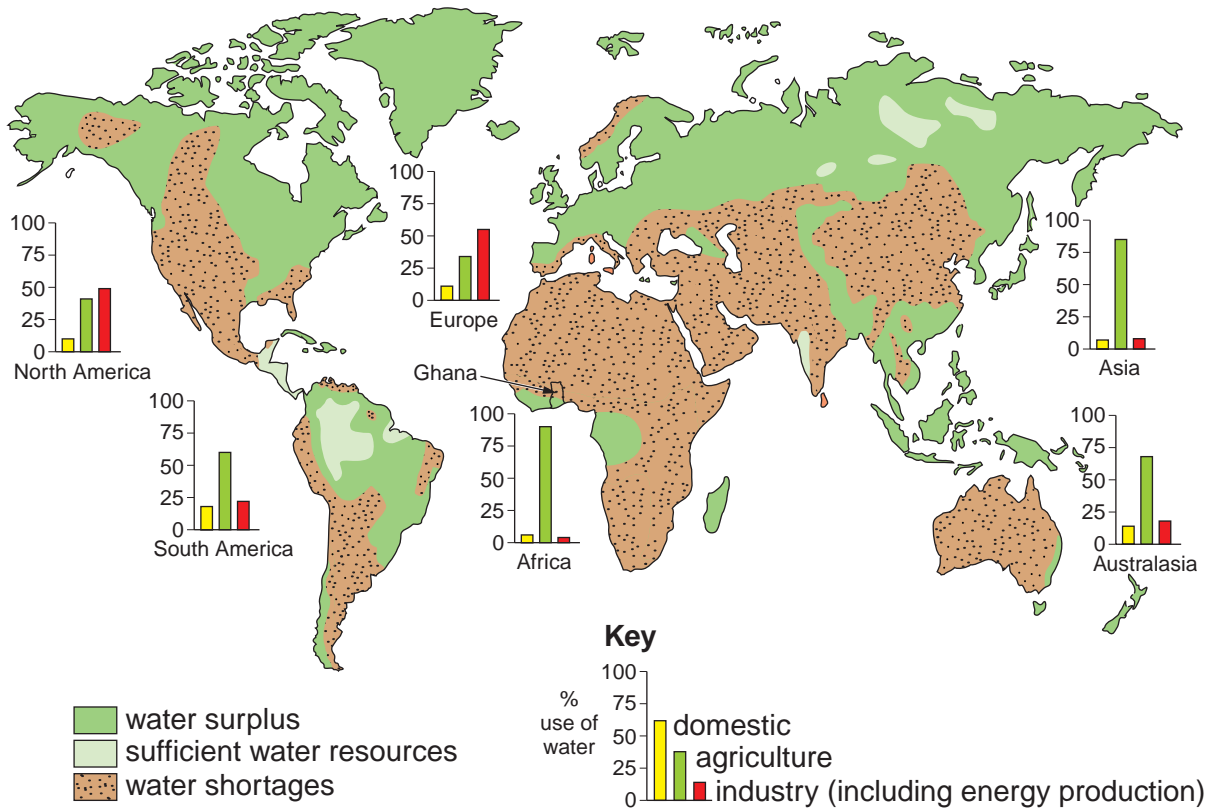 100
75
50
25
0
North America
100
75
50
25
0
Europe
100
75
50
25
0
Asia
Ghana
100
75
50
25
0
South America
100
75
50
25
0
Africa
100
75
50
25
0
Australasia
Key
water surplus
sufficient water resources
water shortages
%
use of
water
100
75
50
25
0
domestic
agriculture
industry (including energy production)